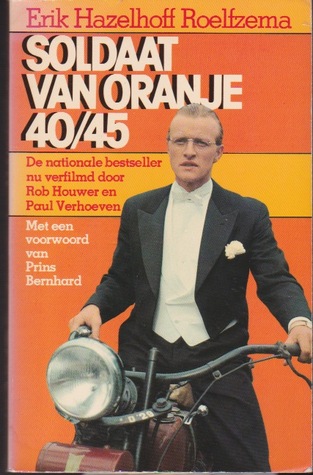 Erik Hazelhoff Roelfzema
SOLDAAT
VAN ORANJE
40/45
De nationale bestseller
nu verfilmd door
Rob Houwer en
Paul Verhoeven
Met een
voorwoord
van
Prins
Bernhard